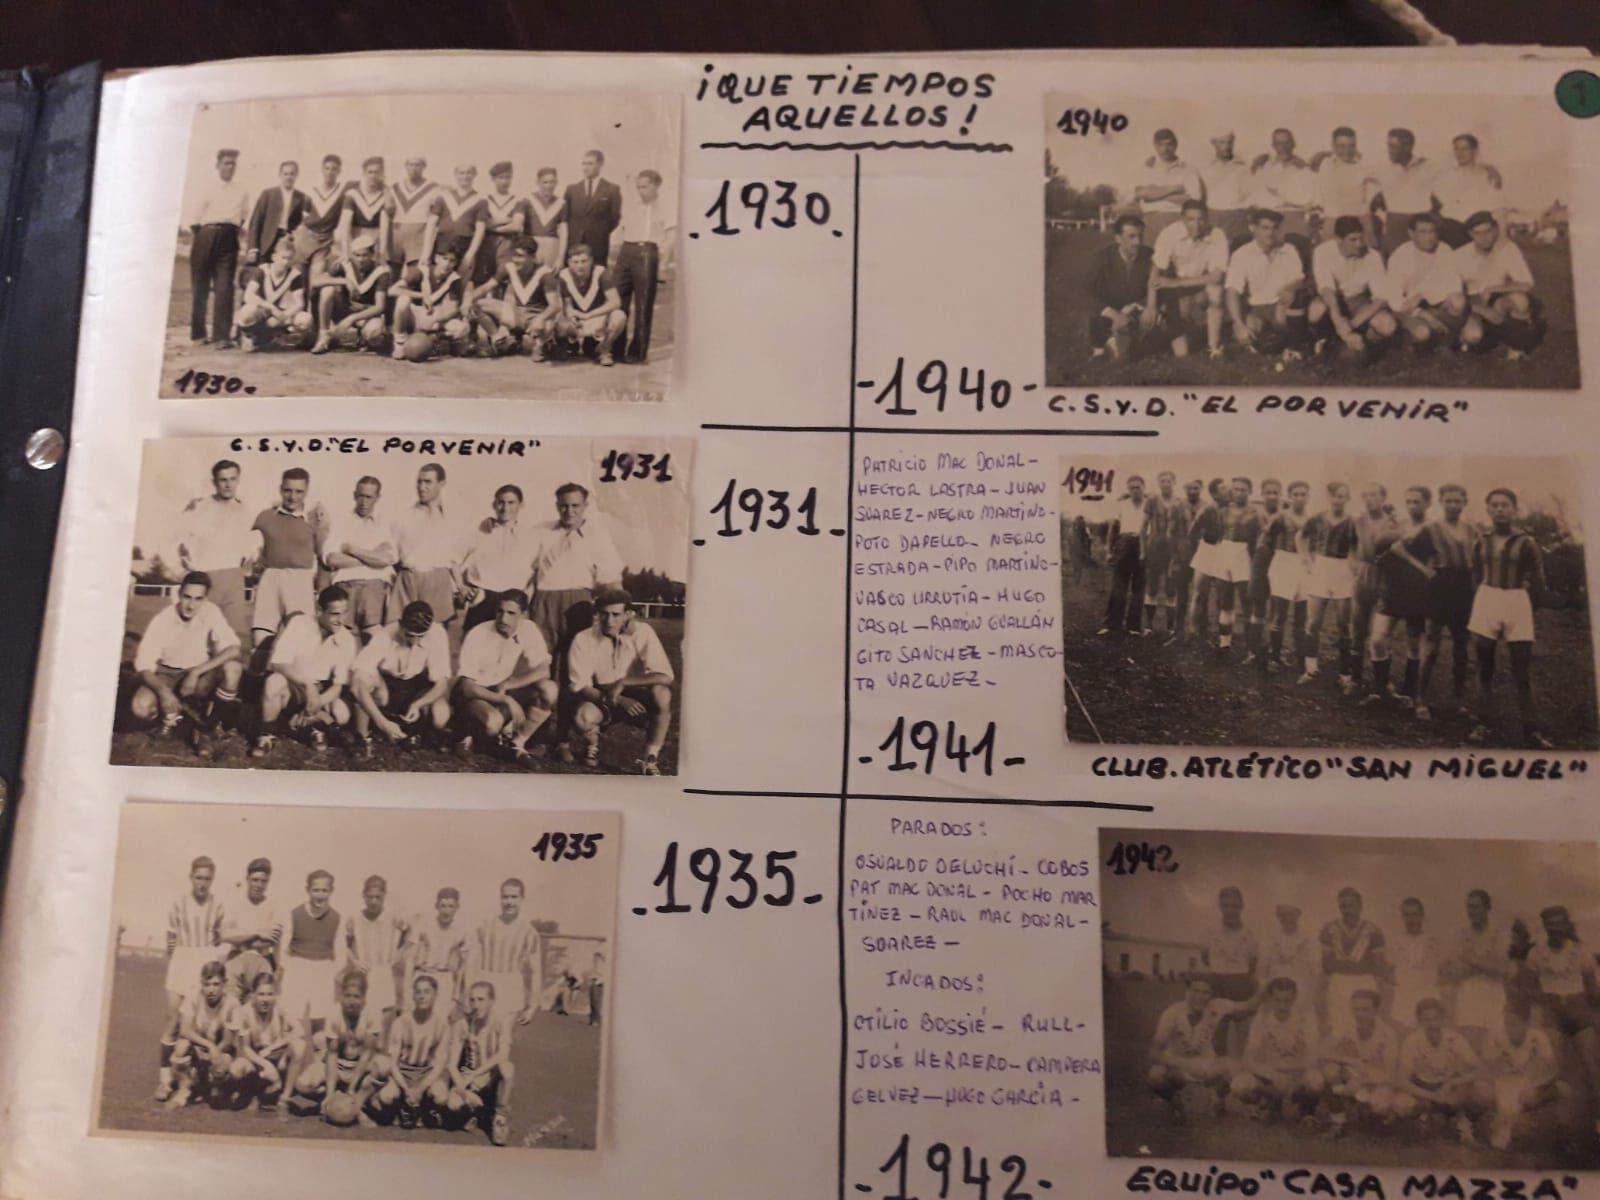 ¡QUE TIEMPOS
AQUELLOS!
1
.1930.
1930-
C.S.Y.D. "EL PORVENIR"
1931
.1931.
1935
.1935-
1940
-1940-
C.S.Y.D. "EL PORVENIR"
PATRICIO MAC DONAL-
HECTOR LASTRA - JUAN
SUAREZ - NEGRO MARTINO-
POTO DAPELLO - NEGRO
ESTRADA - PIPO MARTINO-
VASCO URRUTIA - HUGO
CASAL - RAMÓN GUALLÁN
GITO SANCHEZ - MASCO-
TA VAZQUEZ-
1941
-1941-
CLUB. ATLÉTICO "SAN MIGUEL"
PARADOS:
OSVALDO DELUCHÍ - COBOS
PAT MAC DONAL - POCHO MAR
TÍNEZ - RAUL MAC DONAL-
SUAREZ -
INCADOS:
OTÍLIO BOSSIÉ - RULL-
JOSÉ HERRERO - CAMPERA
GELVEZ - HUGO GARCÍA -
1942
-1942-
EQUIPO "CASA MAZZA"